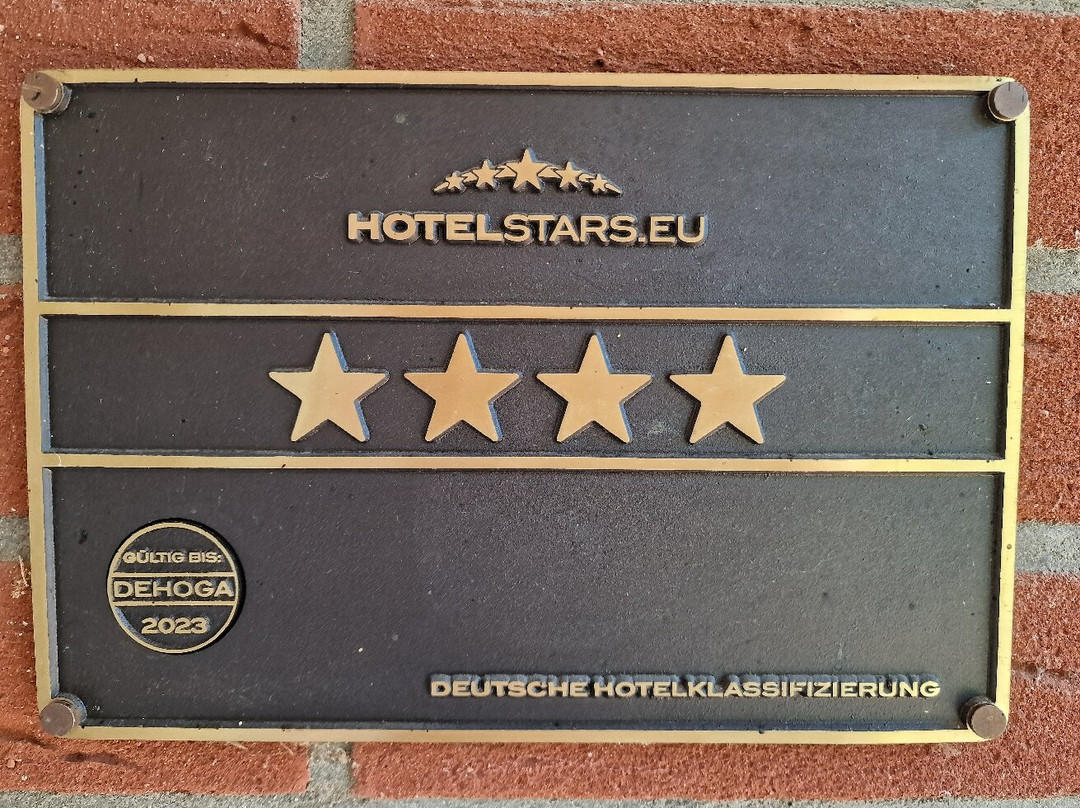 HOTELSTARS.EU
GÜLTIG BIS:
DEHOGA
2023
DEUTSCHE HOTELKLASSIFIZIERUNG